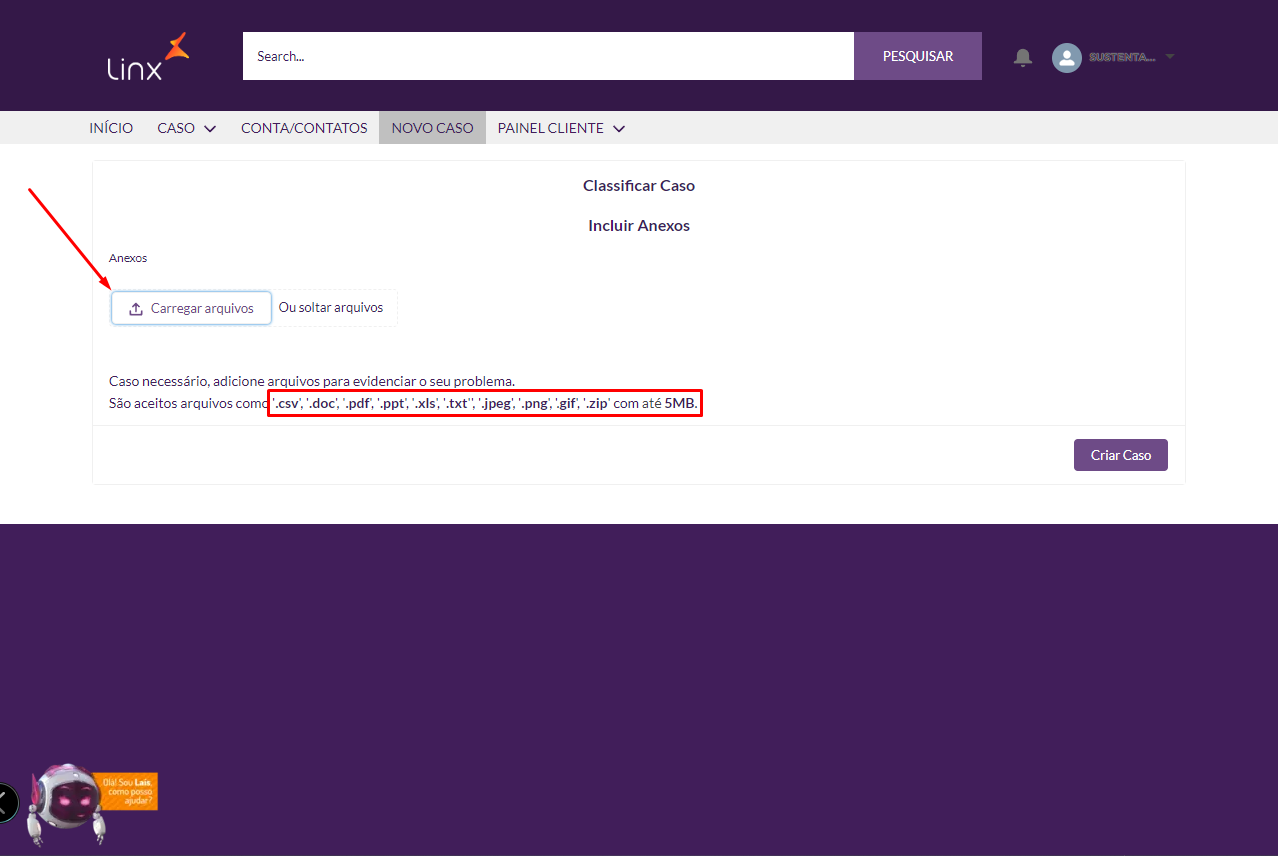 Linx
Search...
PESQUISAR
SUSTENTA...
INÍCIO
CASO
CONTA/CONTATOS
NOVO CASO
PAINEL CLIENTE
Classificar Caso
Incluir Anexos
Anexos
Carregar arquivos
Ou soltar arquivos
Caso necessário, adicione arquivos para evidenciar o seu problema.
São aceitos arquivos como '.csv', '.doc', '.pdf', '.ppt', '.xls', '.txt'', '.jpeg', '.png', '.gif', '.zip' com até 5MB.
Criar Caso
Olá! Sou Lais,
como posso
ajudar?